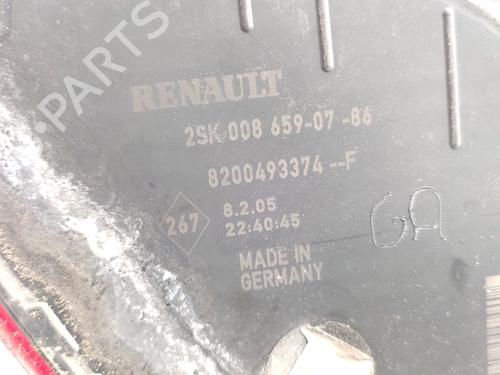 PARTS
RENAULT
2SK 008 659-07 -86
8200493374--F
267
8.2.05
22:40:45
GA
MADE IN
GERMANY